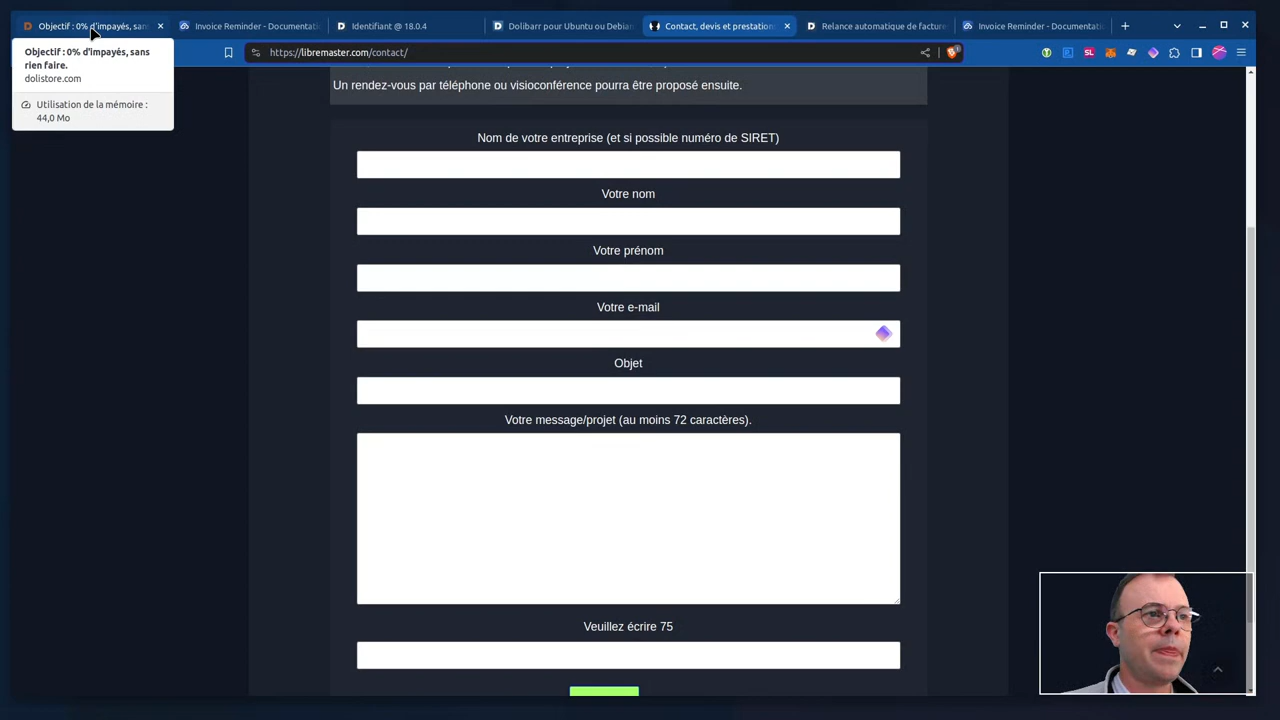 Objectif : 0% d'impayés, san
Invoice Reminder - Documentati
Identifiant @ 18.0.4
Dolibarr pour Ubuntu ou Debian
Contact, devis et prestation
Relance automatique de facture
Invoice Reminder - Documentati
https://libremaster.com/contact/
Objectif : 0% d'impayés, sans
rien faire.
dolistore.com
Utilisation de la mémoire :
44,0 Mo
Un rendez-vous par téléphone ou visioconférence pourra être proposé ensuite.
Nom de votre entreprise (et si possible numéro de SIRET)
Votre nom
Votre prénom
Votre e-mail
Objet
Votre message/projet (au moins 72 caractères).
Veuillez écrire 75